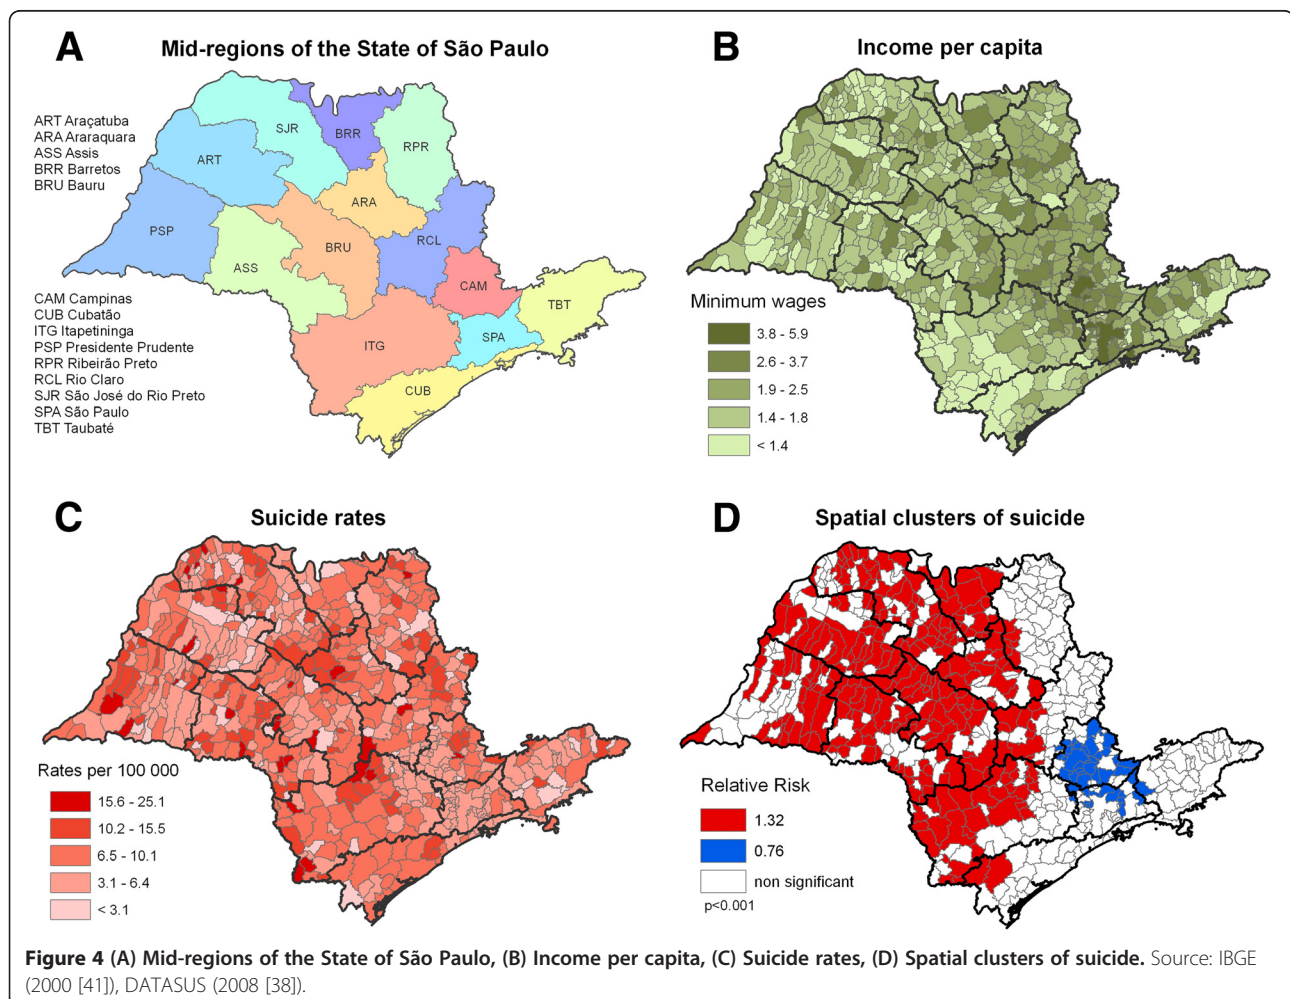 A
Mid-regions of the State of São Paulo
ART Araçatuba
ARA Araraquara
ASS Assis
BRR Barretos
BRU Bauru
CAM Campinas
CUB Cubatão
ITG Itapetininga
PSP Presidente Prudente
RPR Ribeirão Preto
RCL Rio Claro
SJR São José do Rio Preto
SPA São Paulo
TBT Taubaté
SJR
BRR
RPR
ART
ARA
PSP
RCL
BRU
ASS
CAM
TBT
SPA
ITG
CUB
B
Income per capita
Minimum wages
3.8 - 5.9
2.6 - 3.7
1.9 - 2.5
1.4 - 1.8
< 1.4
C
Suicide rates
Rates per 100 000
15.6 - 25.1
10.2 - 15.5
6.5 - 10.1
3.1 - 6.4
< 3.1
D
Spatial clusters of suicide
Relative Risk
1.32
0.76
non significant
p<0.001
Figure 4 (A) Mid-regions of the State of São Paulo, (B) Income per capita, (C) Suicide rates, (D) Spatial clusters of suicide. Source: IBGE
(2000 [41]), DATASUS (2008 [38]).